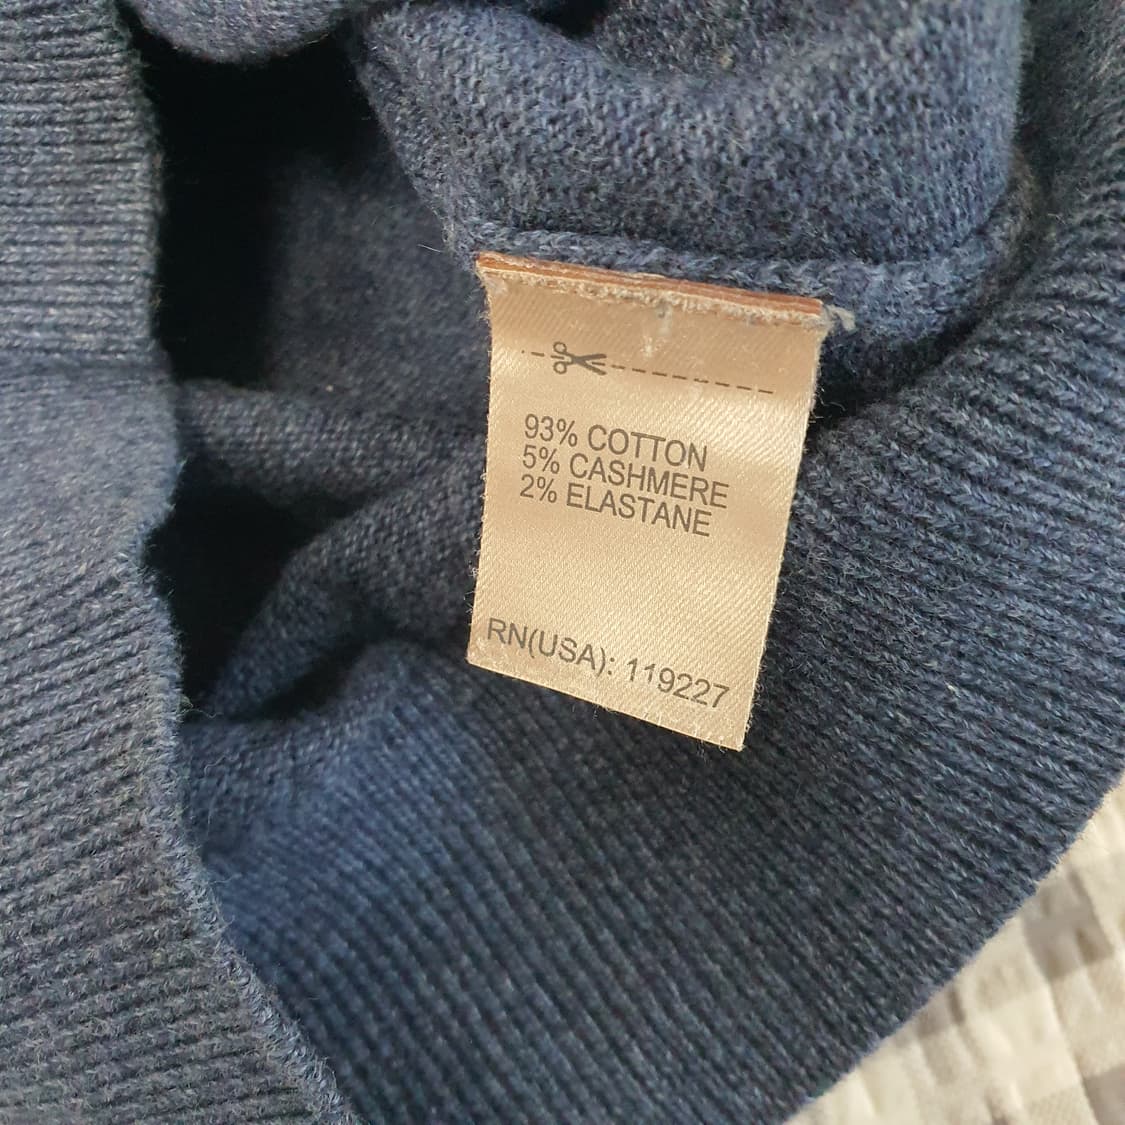 93% COTTON
5% CASHMERE
2% ELASTANE
RN(USA): 119227